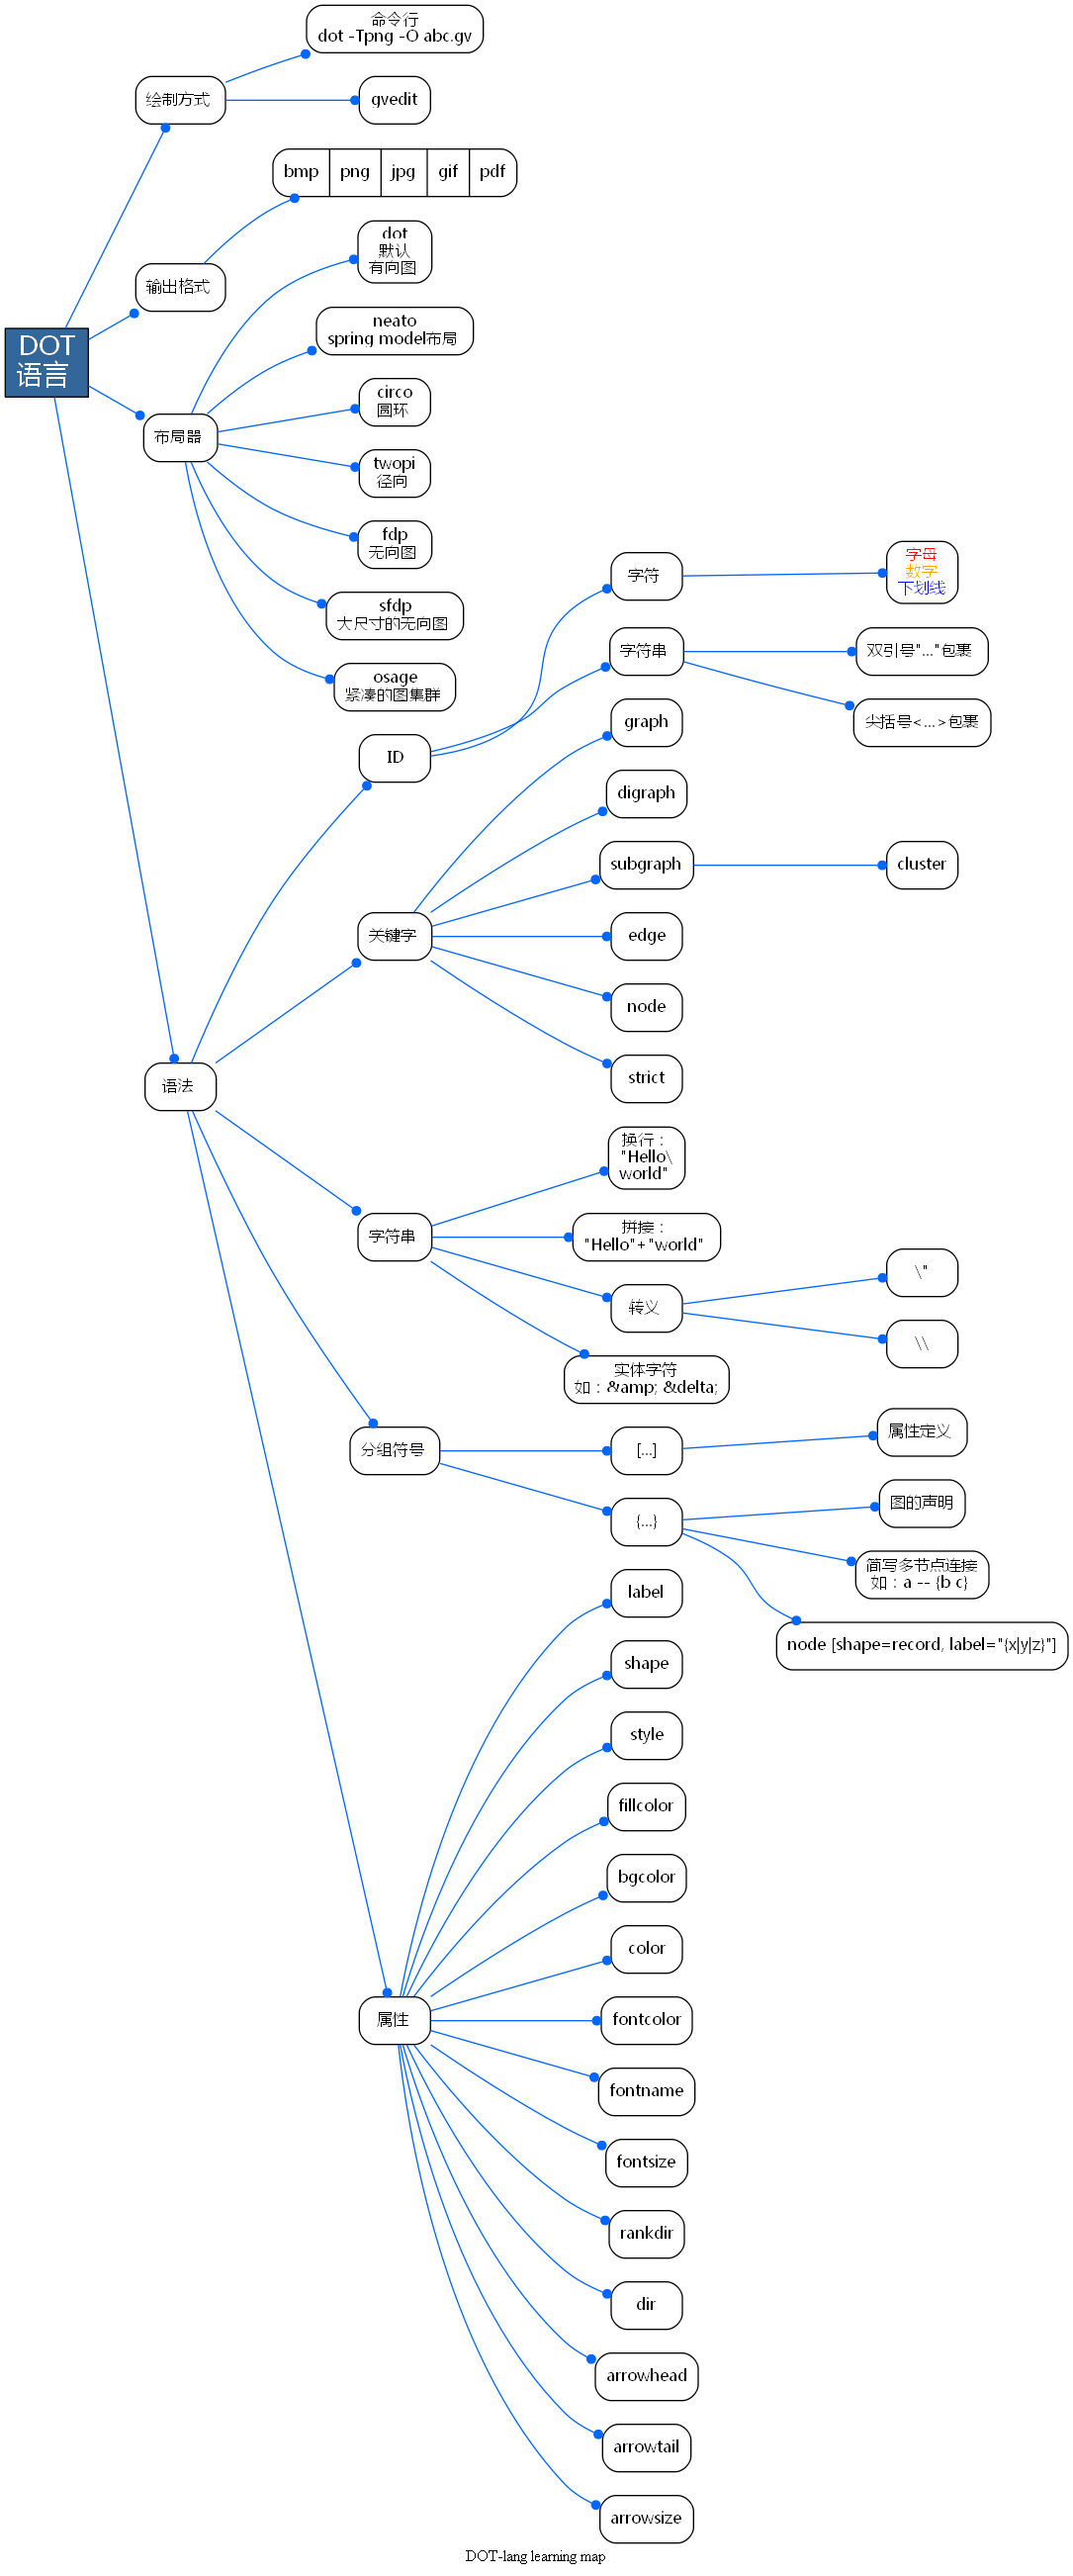 DOT
语言
绘制方式
命令行
dot -Tpng -O abc.gv
gvedit
输出格式
bmp png jpg gif pdf
布局器
dot
默认
有向图
neato
spring model布局
circo
圆环
twopi
径向
fdp
无向图
sfdp
大尺寸的无向图
osage
紧凑的图集群
语法
ID
字符
字母
数字
下划线
字符串
双引号"..."包裹
尖括号<...>包裹
关键字
graph
digraph
subgraph
cluster
edge
node
strict
字符串
换行：
"Hello\
world"
拼接：
"Hello"+"world"
转义
\"
\\
实体字符
如：&amp; &delta;
分组符号
[...]
属性定义
{...}
图的声明
简写多节点连接
如：a -- {b c}
node [shape=record, label="{x|y|z}"]
属性
label
shape
style
fillcolor
bgcolor
color
fontcolor
fontname
fontsize
rankdir
dir
arrowhead
arrowtail
arrowsize
DOT-lang learning map